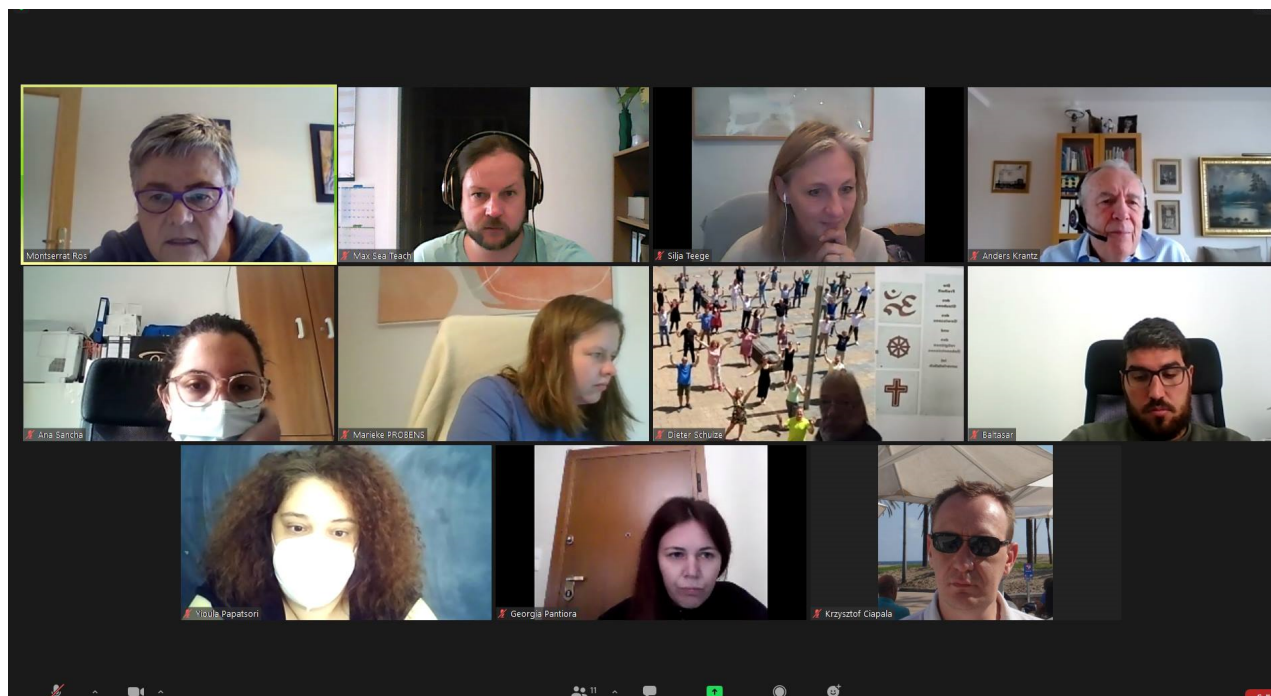 Montserrat Ros
Max Sea Teach
Silja Teege
Anders Krantz
Ana Sancha
Marieke PROBENS
Dieter Schulze
Baltasar
Yioula Papatsori
Georgia Pantiora
Krzysztof Ciapala
11